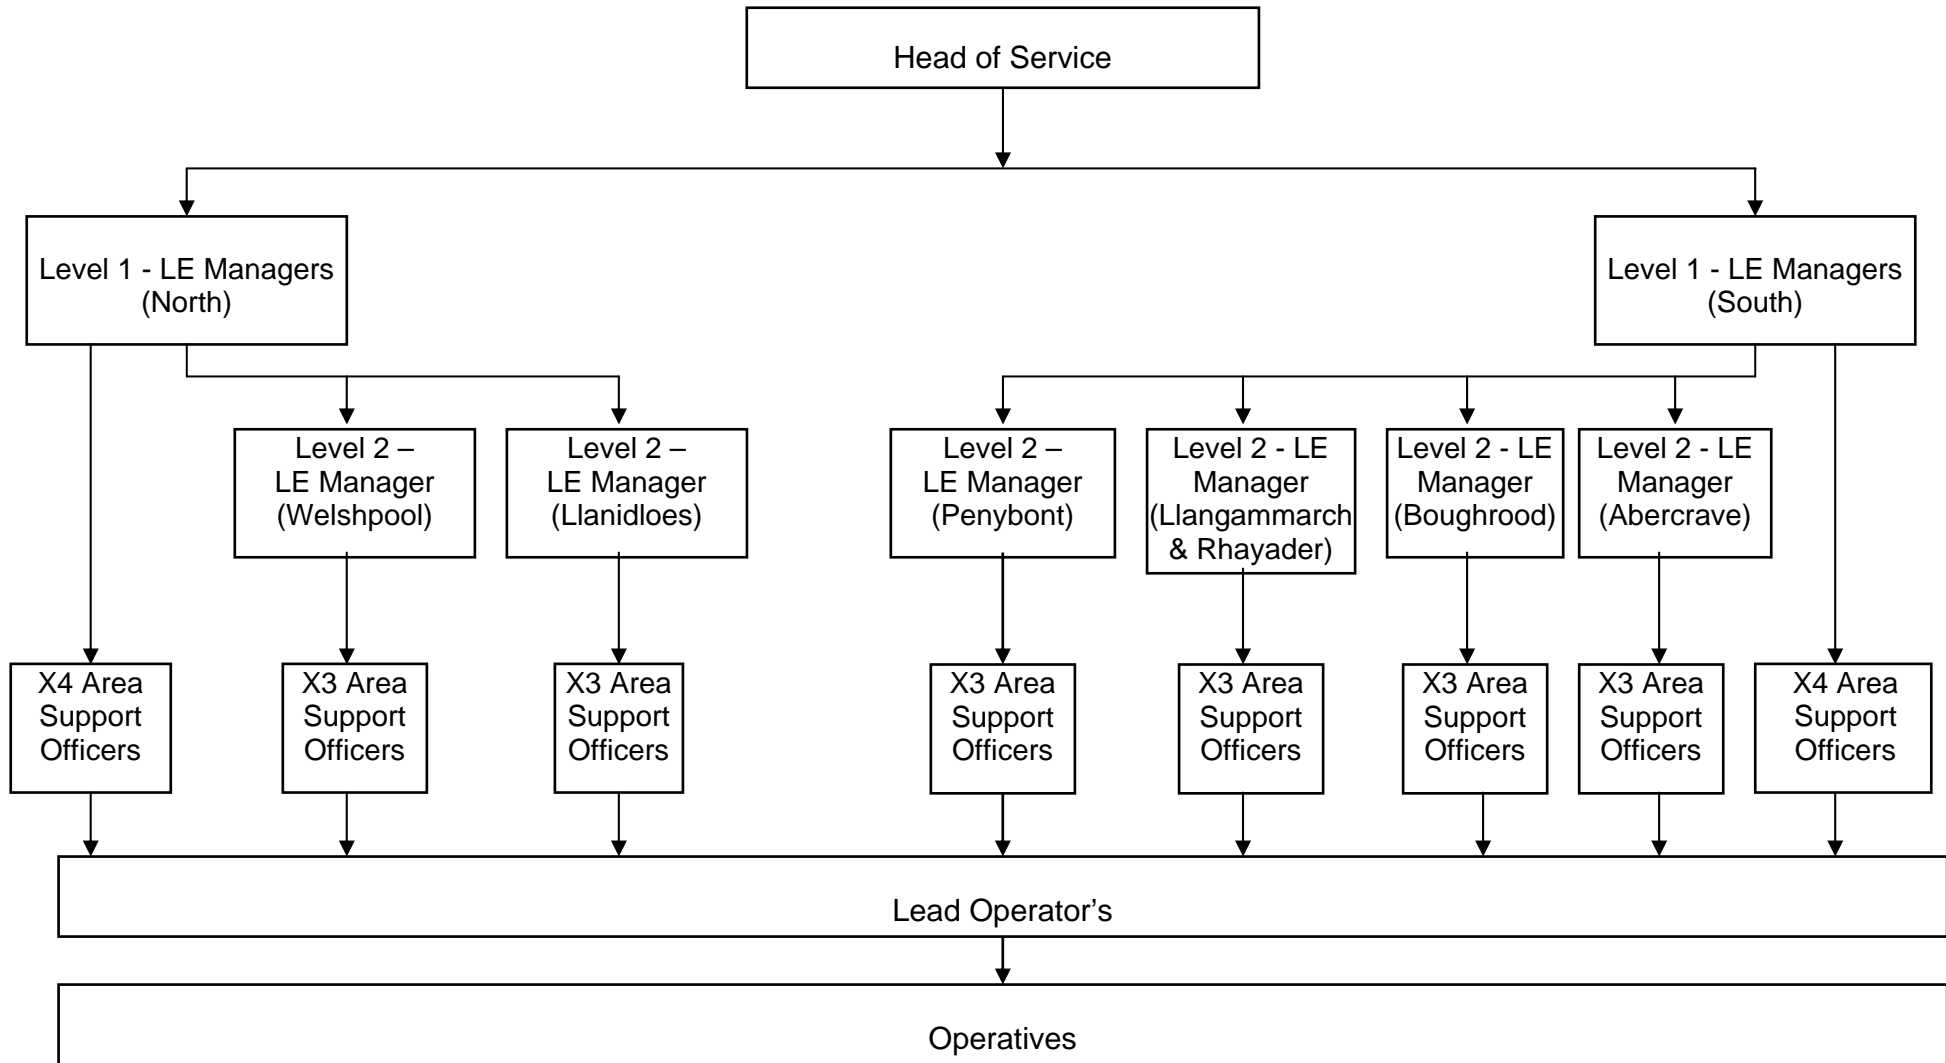 Head of Service
Level 1 - LE Managers
(North)
Level 1 - LE Managers
(South)
Level 2 –
LE Manager
(Welshpool)
Level 2 –
LE Manager
(Llanidloes)
Level 2 –
LE Manager
(Penybont)
Level 2 - LE
Manager
(Llangammarch
& Rhayader)
Level 2 - LE
Manager
(Boughrood)
Level 2 - LE
Manager
(Abercrave)
X4 Area
Support
Officers
X3 Area
Support
Officers
X3 Area
Support
Officers
X3 Area
Support
Officers
X3 Area
Support
Officers
X3 Area
Support
Officers
X3 Area
Support
Officers
X4 Area
Support
Officers
Lead Operator’s
Operatives